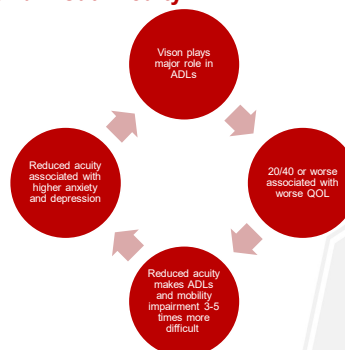 Vison plays
major role in
ADLs
20/40 or worse
associated with
worse QOL
Reduced acuity
makes ADLs
and mobility
impairment 3-5
times more
difficult
Reduced acuity
associated with
higher anxiety
and depression